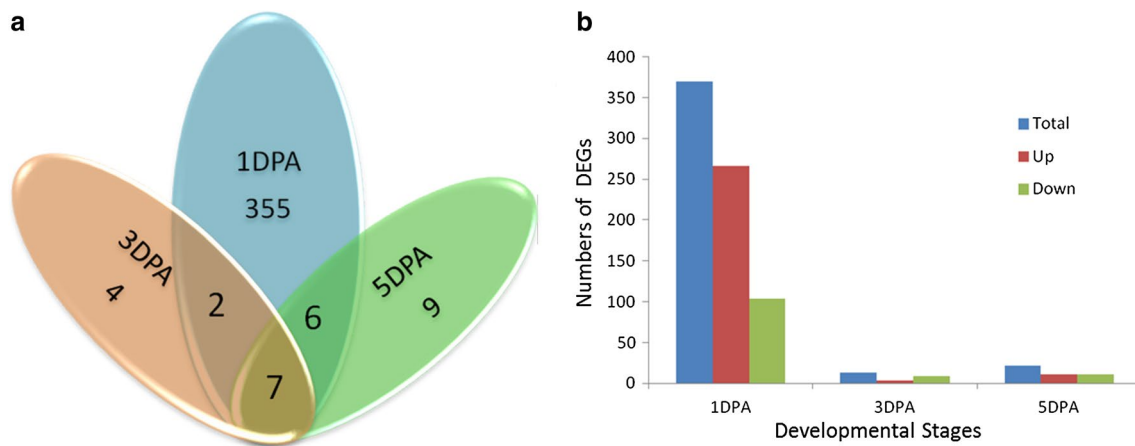 a
1DPA
355
3DPA
4
2
5DPA
9
6
7
b
Numbers of DEGs
400
350
300
250
200
150
100
50
0
Total
Up
Down
1DPA
3DPA
5DPA
Developmental Stages